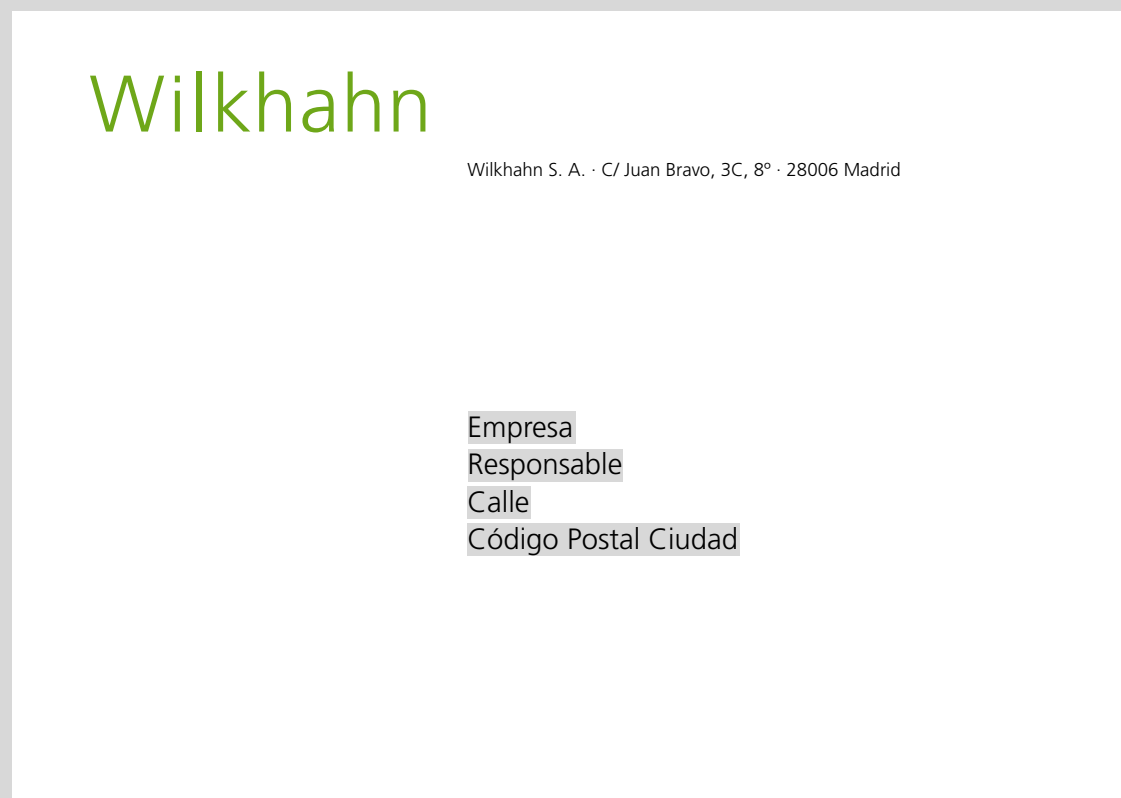 Wilkhahn
Wilkhahn S. A. · C/ Juan Bravo, 3C, 8º · 28006 Madrid
Empresa
Responsable
Calle
Código Postal Ciudad